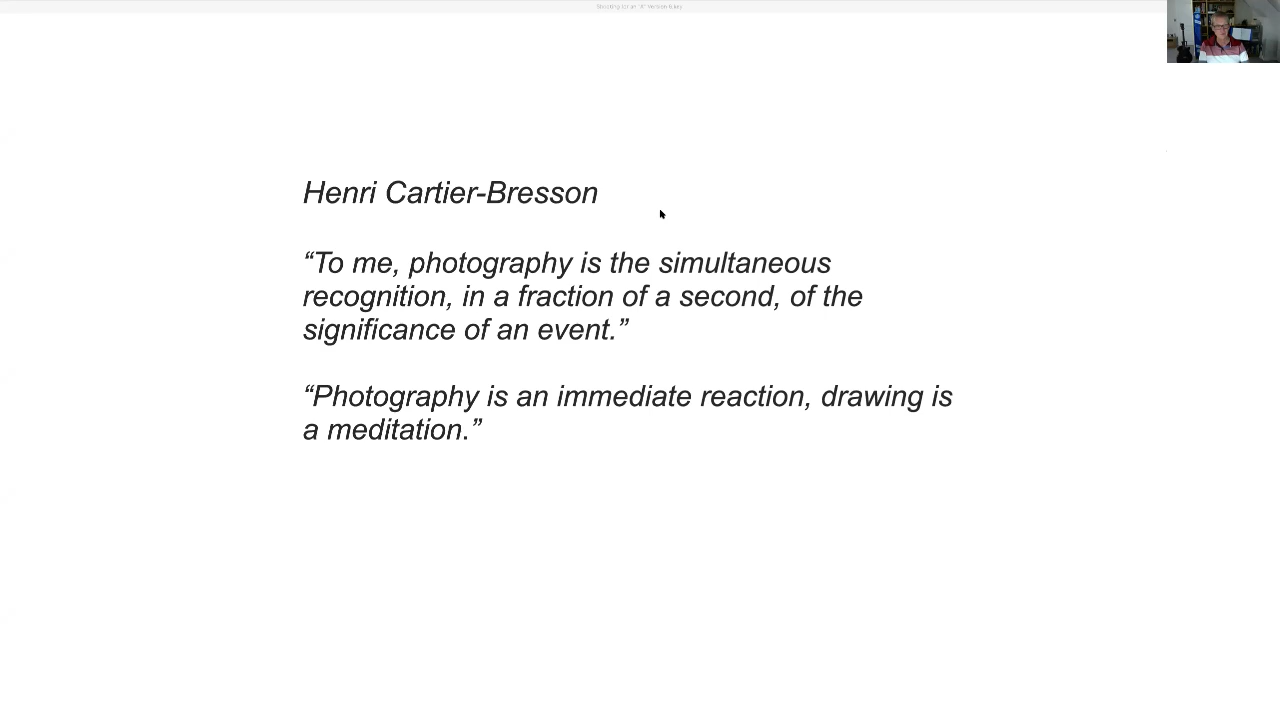 Henri Cartier-Bresson
“To me, photography is the simultaneous
recognition, in a fraction of a second, of the
significance of an event.”
“Photography is an immediate reaction, drawing is
a meditation.”